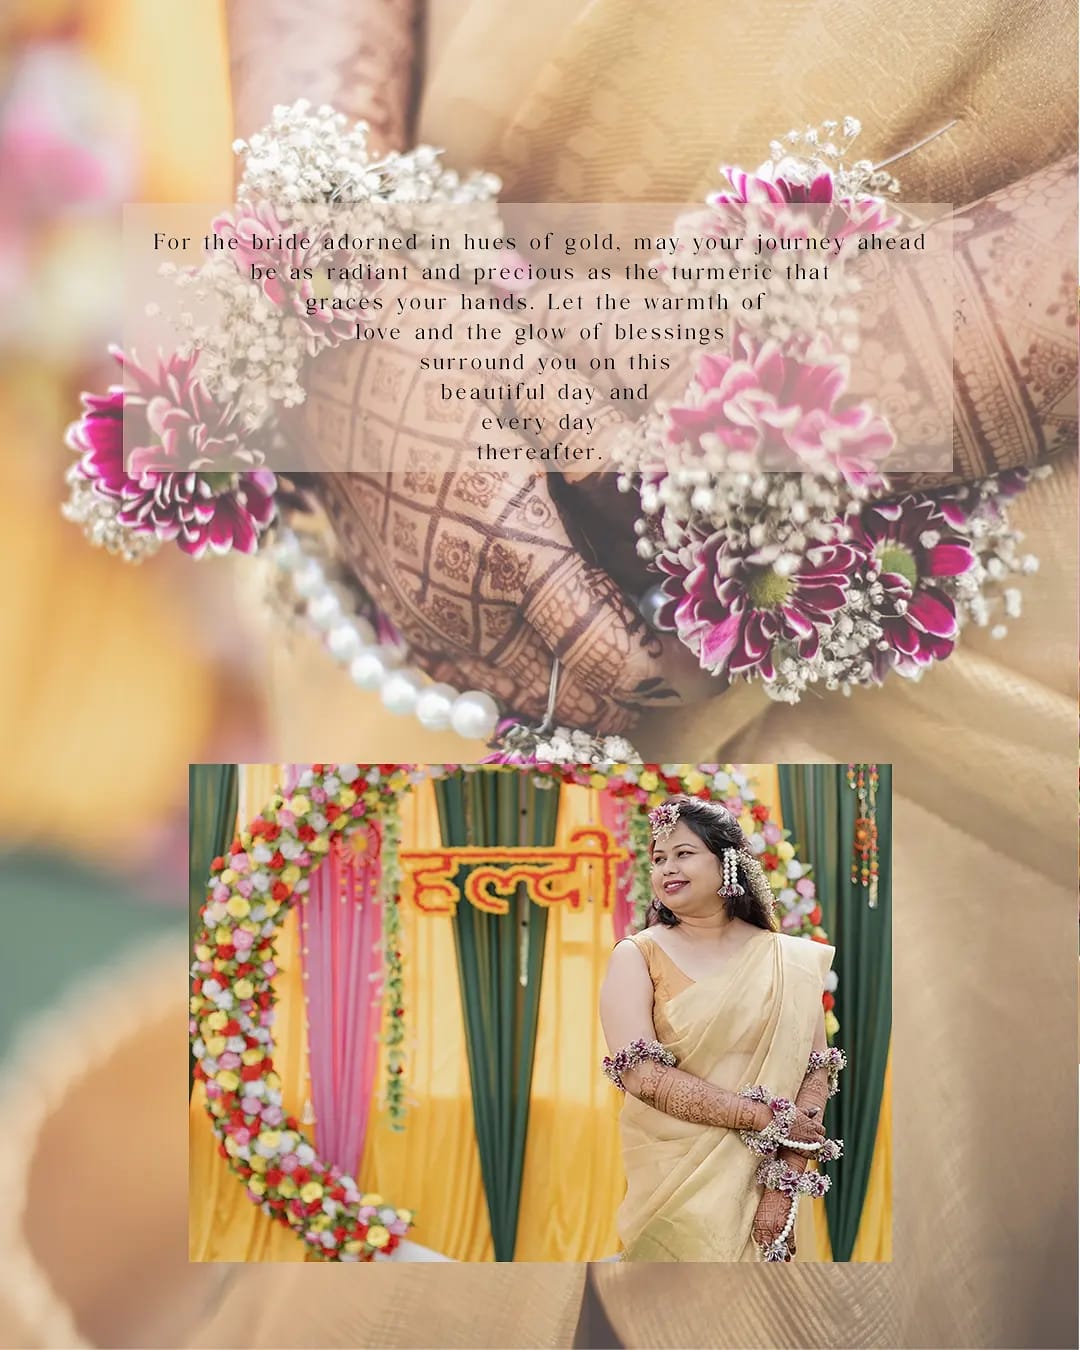 For the bride adorned in hues of gold, may your journey ahead
be as radiant and precious as the turmeric that
graces your hands. Let the warmth of
love and the glow of blessings
surround you on this
beautiful day and
every day
thereafter.
हल्दी